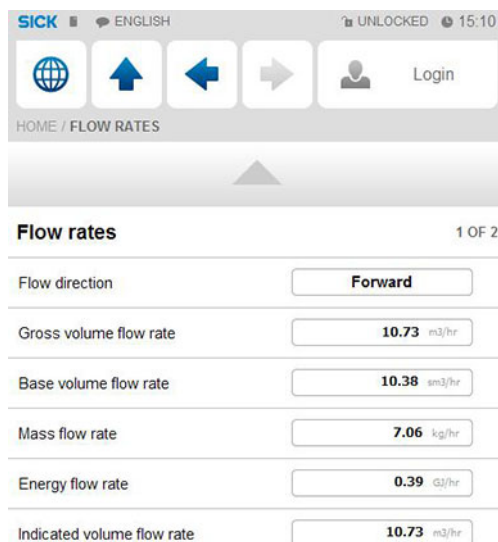 SICK ENGLISH UNLOCKED 15:10
Login
HOME / FLOW RATES
Flow rates 1 OF 2
Flow direction Forward
Gross volume flow rate 10.73 m3/hr
Base volume flow rate 10.38 sm3/hr
Mass flow rate 7.06 kg/hr
Energy flow rate 0.39 GJ/hr
Indicated volume flow rate 10.73 m3/hr